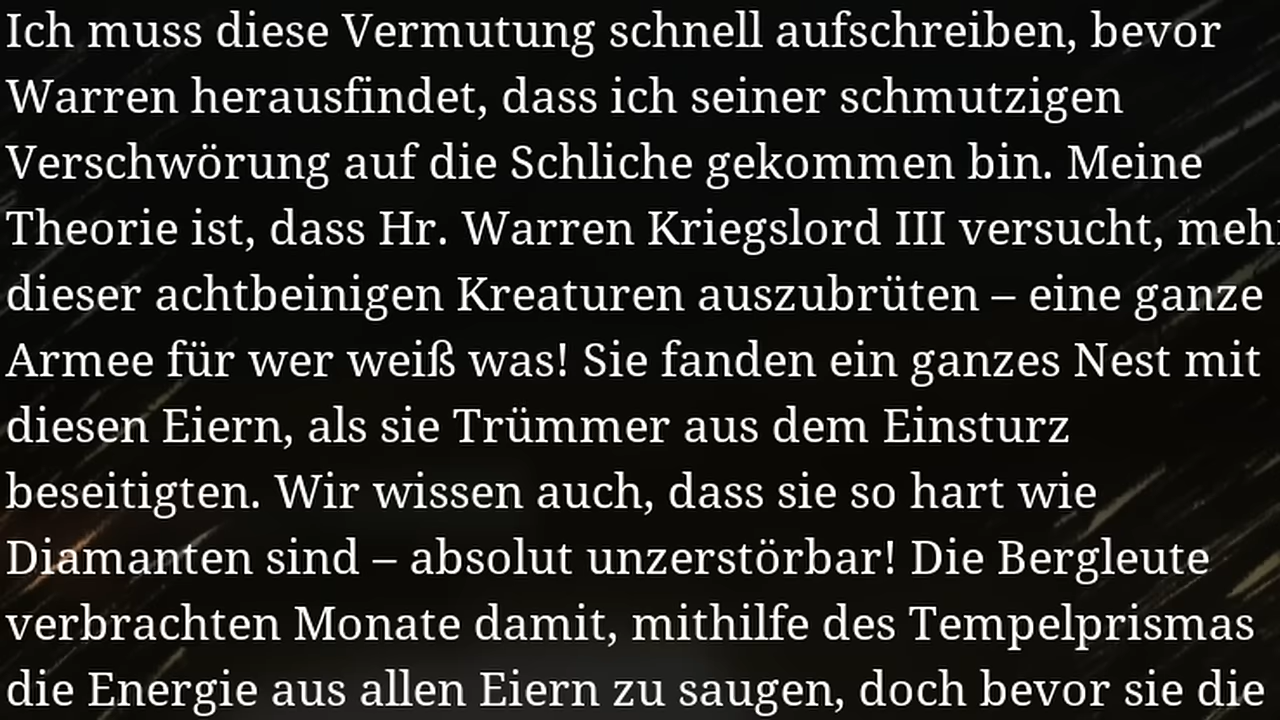 Ich muss diese Vermutung schnell aufschreiben, bevor
Warren herausfindet, dass ich seiner schmutzigen
Verschwörung auf die Schliche gekommen bin. Meine
Theorie ist, dass Hr. Warren Kriegslord III versucht, mehr
dieser achtbeinigen Kreaturen auszubrüten – eine ganze
Armee für wer weiß was! Sie fanden ein ganzes Nest mit
diesen Eiern, als sie Trümmer aus dem Einsturz
beseitigten. Wir wissen auch, dass sie so hart wie
Diamanten sind – absolut unzerstörbar! Die Bergleute
verbrachten Monate damit, mithilfe des Tempelprismas
die Energie aus allen Eiern zu saugen, doch bevor sie die